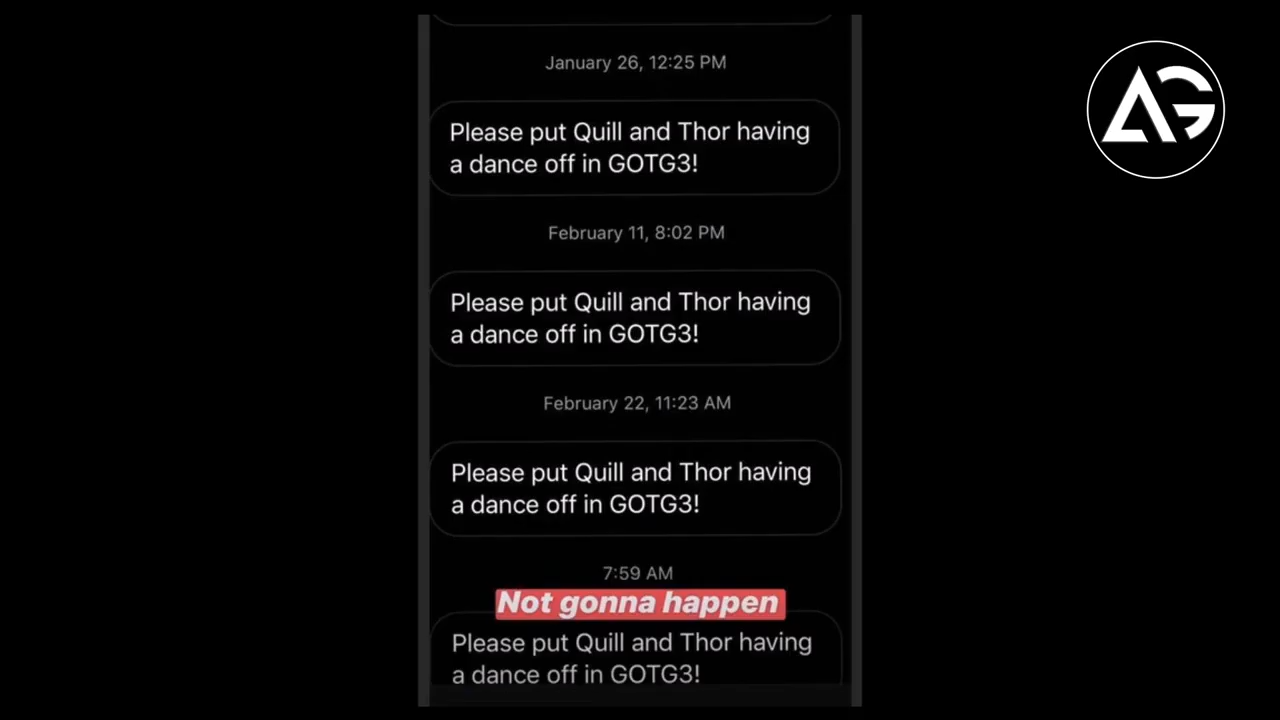 AG
January 26, 12:25 PM
Please put Quill and Thor having
a dance off in GOTG3!
February 11, 8:02 PM
Please put Quill and Thor having
a dance off in GOTG3!
February 22, 11:23 AM
Please put Quill and Thor having
a dance off in GOTG3!
7:59 AM
Not gonna happen
Please put Quill and Thor having
a dance off in GOTG3!